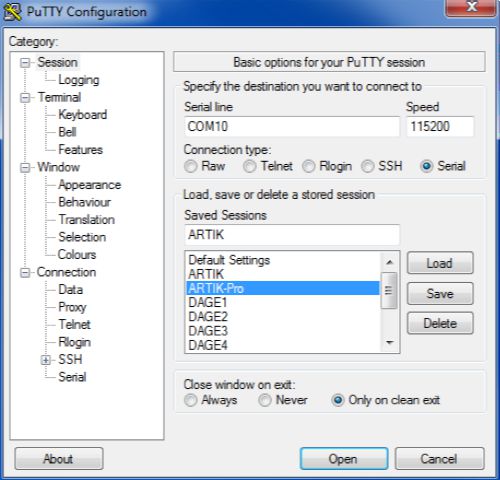 PuTTY Configuration
Category:
Session
Logging
Terminal
Keyboard
Bell
Features
Window
Appearance
Behaviour
Translation
Selection
Colours
Connection
Data
Proxy
Telnet
Rlogin
SSH
Serial
Basic options for your PuTTY session
Specify the destination you want to connect to
Serial line Speed
COM10 115200
Connection type:
Raw Telnet Rlogin SSH Serial
Load, save or delete a stored session
Saved Sessions
ARTIK
Default Settings
ARTIK
ARTIK-Pro
DAGE1
DAGE2
DAGE3
DAGE4
Load
Save
Delete
Close window on exit:
Always Never Only on clean exit
About Open Cancel